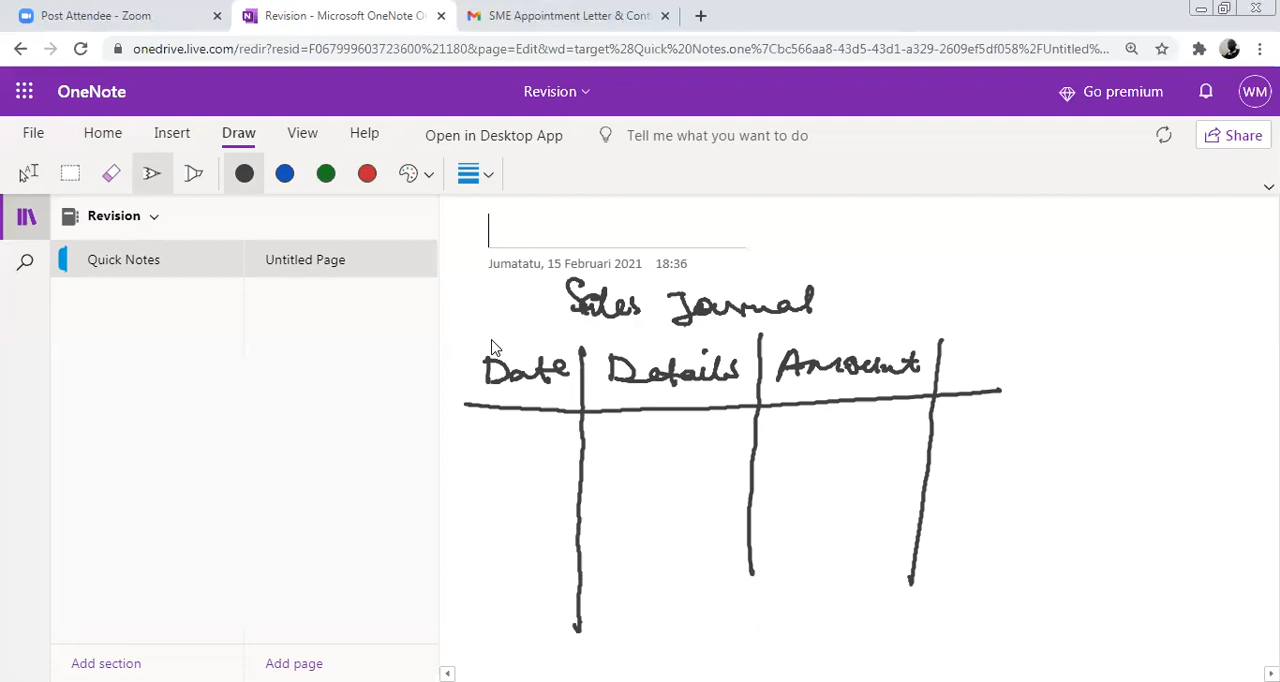 Post Attendee - Zoom
Revision - Microsoft OneNote O
SME Appointment Letter & Cont
onedrive.live.com/redir?resid=F067999603723600%21180&page=Edit&wd=target%28Quick%20Notes.one%7Cbc566aa8-43d5-43d1-a329-2609ef5df058%2FUntitled%...
OneNote
Revision
Go premium
WM
File
Home
Insert
Draw
View
Help
Open in Desktop App
Tell me what you want to do
Share
Revision
Quick Notes
Untitled Page
Jumatatu, 15 Februari 2021 18:36
Sales Journal
Date Details Amount
Add section
Add page